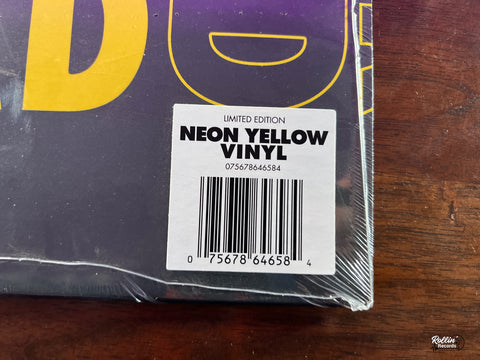 D
LIMITED EDITION
NEON YELLOW
VINYL
075678646584
0 75678 64658 4
Rollin'
Records